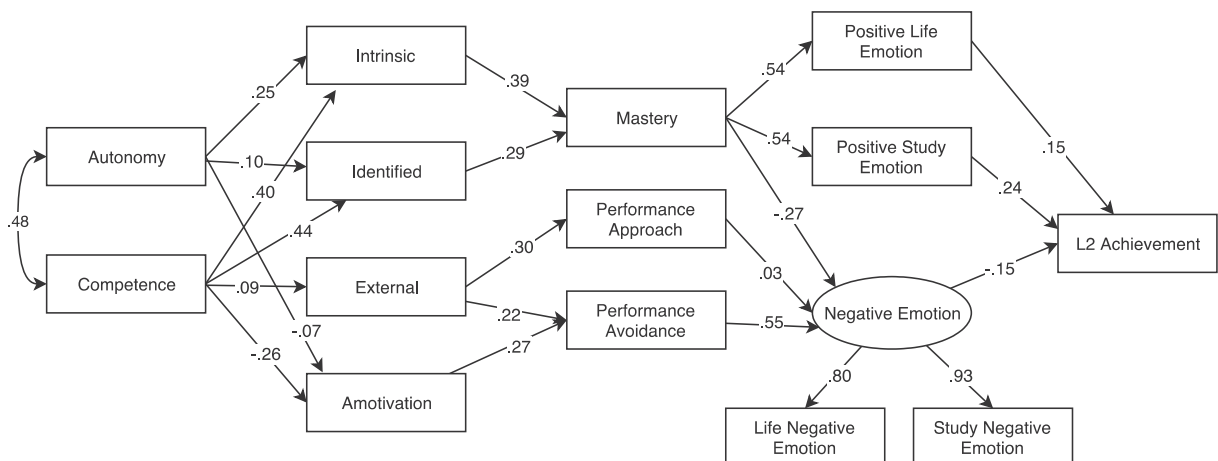 Positive Life
Emotion
Intrinsic
.54
.39
.25
Mastery
Positive Study
Emotion
.54
.15
Autonomy
.10
Identified
.29
.40
.24
.48
.44
Performance
Approach
-.27
L2 Achievement
.30
Competence
.09
External
.03
-.15
.22
Performance
Avoidance
.55
Negative Emotion
-.07
-.26
.27
.80
.93
Amotivation
Life Negative
Emotion
Study Negative
Emotion